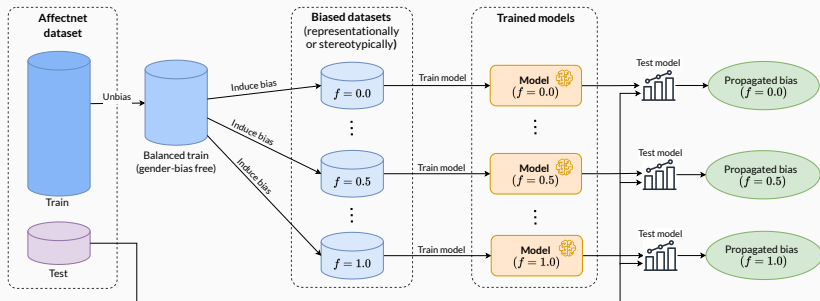 Affectnet
dataset
Train
Test
Unbias
Balanced train
(gender-bias free)
Induce bias
Induce bias
Induce bias
Biased datasets
(representationally
or stereotypically)
f = 0.0
f = 0.5
f = 1.0
Train model
Train model
Train model
Trained models
Model
(f = 0.0)
Model
(f = 0.5)
Model
(f = 1.0)
Test model
Test model
Test model
Propagated bias
(f = 0.0)
Propagated bias
(f = 0.5)
Propagated bias
(f = 1.0)